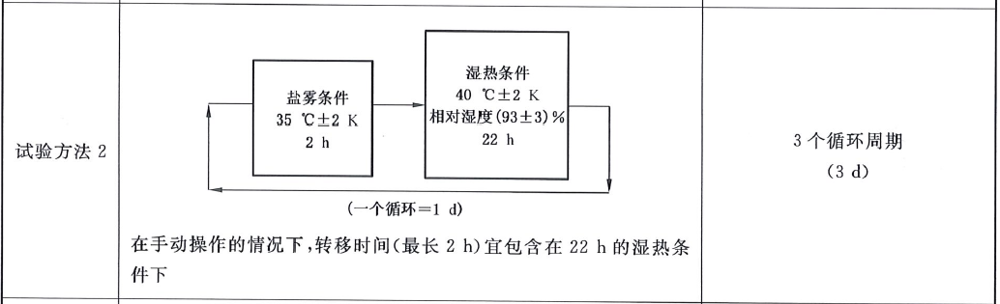 试验方法 2
盐雾条件
35 ℃±2 K
2 h
湿热条件
40 ℃±2 K
相对湿度(93±3)%
22 h
(一个循环=1 d)
在手动操作的情况下,转移时间(最长 2 h)宜包含在 22 h 的湿热条
件下
3 个循环周期
(3 d)